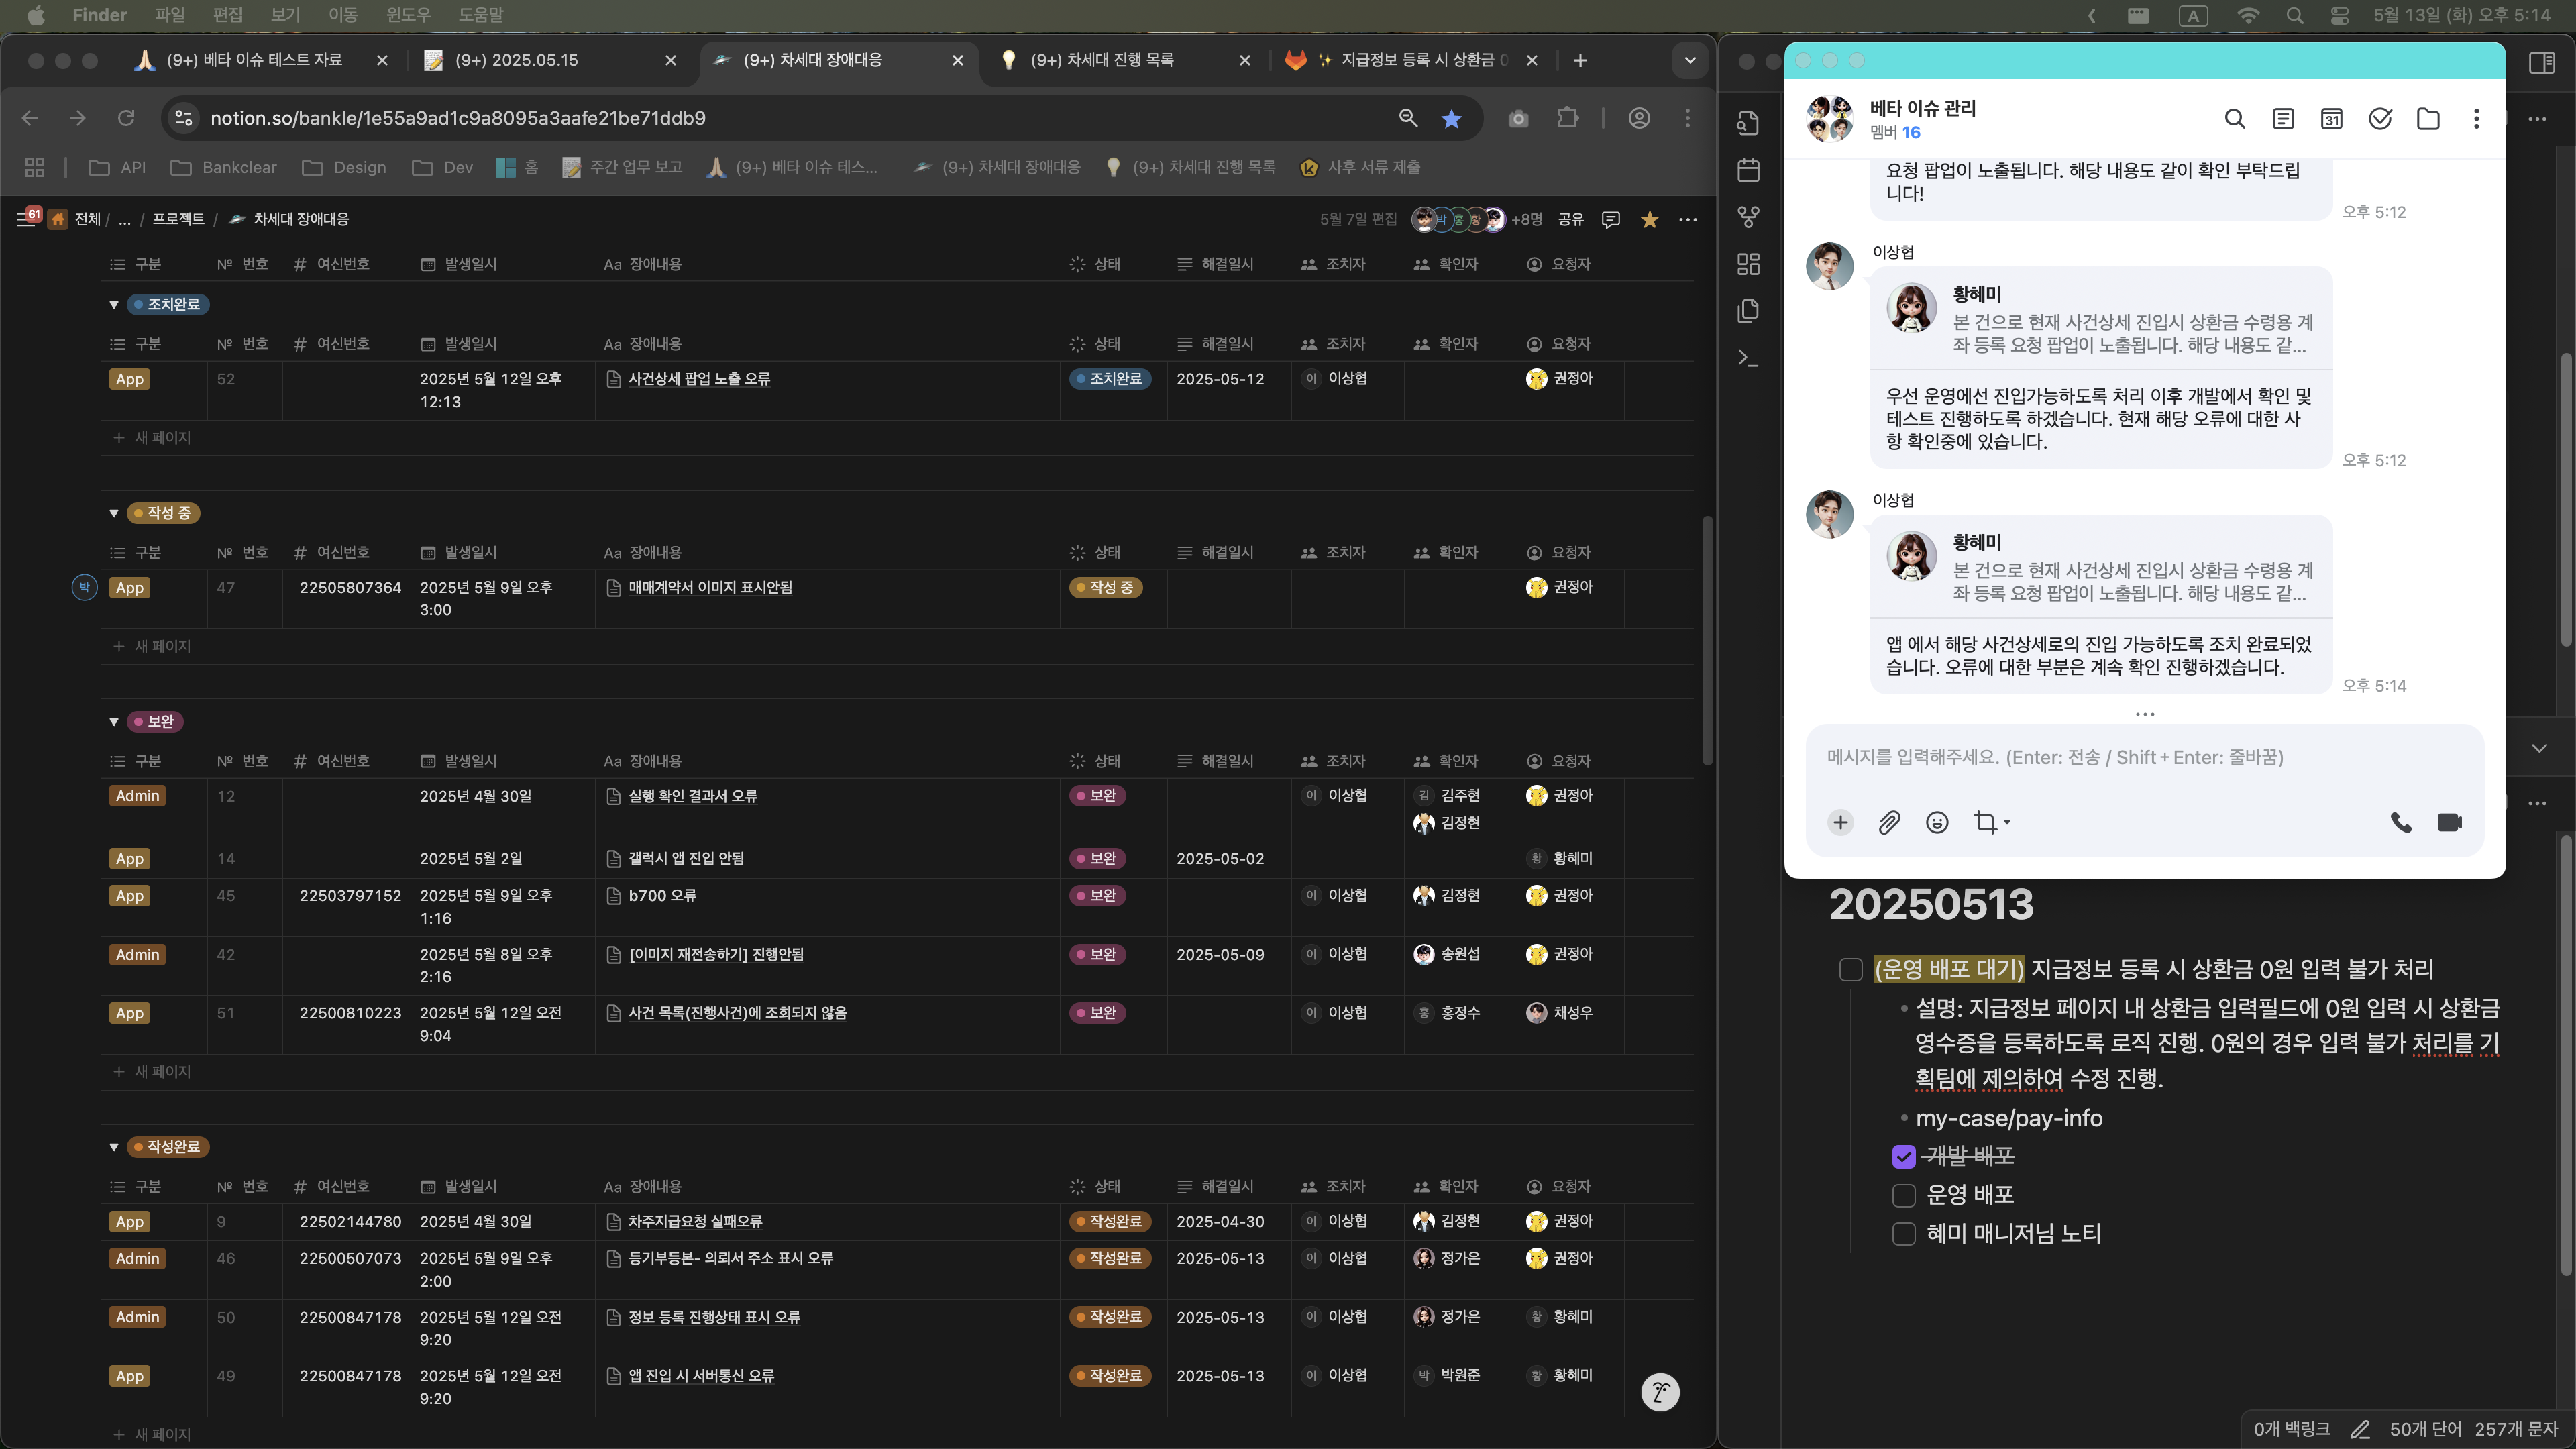 Finder 파일 편집 보기 이동 윈도우 도움말
A 5월 13일 (화) 오후 5:14
(9+) 베타 이슈 테스트 자료
(9+) 2025.05.15
(9+) 차세대 장애대응
(9+) 차세대 진행 목록
✨ 지급정보 등록 시 상환금 0
notion.so/bankle/1e55a9ad1c9a8095a3aafe21be71ddb9
API Bankclear Design Dev 홈 주간 업무 보고 (9+) 베타 이슈 테스... (9+) 차세대 장애대응 (9+) 차세대 진행 목록 사후 서류 제출
61 전체 / ... / 프로젝트 / 차세대 장애대응
5월 7일 편집 박 홍 황 +8명 공유
구분 번호 여신번호 발생일시 장애내용 상태 해결일시 조치자 확인자 요청자
조치완료
구분 번호 여신번호 발생일시 장애내용 상태 해결일시 조치자 확인자 요청자
App 52 2025년 5월 12일 오후 12:13 사건상세 팝업 노출 오류 조치완료 2025-05-12 이 이상협 권정아
새 페이지
작성 중
구분 번호 여신번호 발생일시 장애내용 상태 해결일시 조치자 확인자 요청자
박 App 47 22505807364 2025년 5월 9일 오후 3:00 매매계약서 이미지 표시안됨 작성 중 권정아
새 페이지
보완
구분 번호 여신번호 발생일시 장애내용 상태 해결일시 조치자 확인자 요청자
Admin 12 2025년 4월 30일 실행 확인 결과서 오류 보완 이 이상협 김 김주현 김정현 권정아
App 14 2025년 5월 2일 갤럭시 앱 진입 안됨 보완 2025-05-02 황 황혜미
App 45 22503797152 2025년 5월 9일 오후 1:16 b700 오류 보완 이 이상협 김정현 권정아
Admin 42 2025년 5월 8일 오후 2:16 [이미지 재전송하기] 진행안됨 보완 2025-05-09 이 이상협 송원섭 권정아
App 51 22500810223 2025년 5월 12일 오전 9:04 사건 목록(진행사건)에 조회되지 않음 보완 이 이상협 홍 홍정수 채성우
새 페이지
작성완료
구분 번호 여신번호 발생일시 장애내용 상태 해결일시 조치자 확인자 요청자
App 9 22502144780 2025년 4월 30일 차주지급요청 실패오류 작성완료 2025-04-30 이 이상협 김정현 권정아
Admin 46 22500507073 2025년 5월 9일 오후 2:00 등기부등본- 의뢰서 주소 표시 오류 작성완료 2025-05-13 이 이상협 정가은 권정아
Admin 50 22500847178 2025년 5월 12일 오전 9:20 정보 등록 진행상태 표시 오류 작성완료 2025-05-13 이 이상협 정가은 황 황혜미
App 49 22500847178 2025년 5월 12일 오전 9:20 앱 진입 시 서버통신 오류 작성완료 2025-05-13 이 이상협 박 박원준 황 황혜미
새 페이지
베타 이슈 관리
멤버 16
31
요청 팝업이 노출됩니다. 해당 내용도 같이 확인 부탁드립
니다!
오후 5:12
이상협
황혜미
본 건으로 현재 사건상세 진입시 상환금 수령용 계
좌 등록 요청 팝업이 노출됩니다. 해당 내용도 같...
우선 운영에선 진입가능하도록 처리 이후 개발에서 확인 및
테스트 진행하도록 하겠습니다. 현재 해당 오류에 대한 사
항 확인중에 있습니다.
오후 5:12
이상협
황혜미
본 건으로 현재 사건상세 진입시 상환금 수령용 계
좌 등록 요청 팝업이 노출됩니다. 해당 내용도 같...
앱 에서 해당 사건상세로의 진입 가능하도록 조치 완료되었
습니다. 오류에 대한 부분은 계속 확인 진행하겠습니다.
오후 5:14
메시지를 입력해주세요. (Enter: 전송 / Shift+Enter: 줄바꿈)
20250513
(운영 배포 대기) 지급정보 등록 시 상환금 0원 입력 불가 처리
설명: 지급정보 페이지 내 상환금 입력필드에 0원 입력 시 상환금
영수증을 등록하도록 로직 진행. 0원의 경우 입력 불가 처리를 기
획팀에 제의하여 수정 진행.
my-case/pay-info
개발 배포
운영 배포
혜미 매니저님 노티
0개 백링크 50개 단어 257개 문자